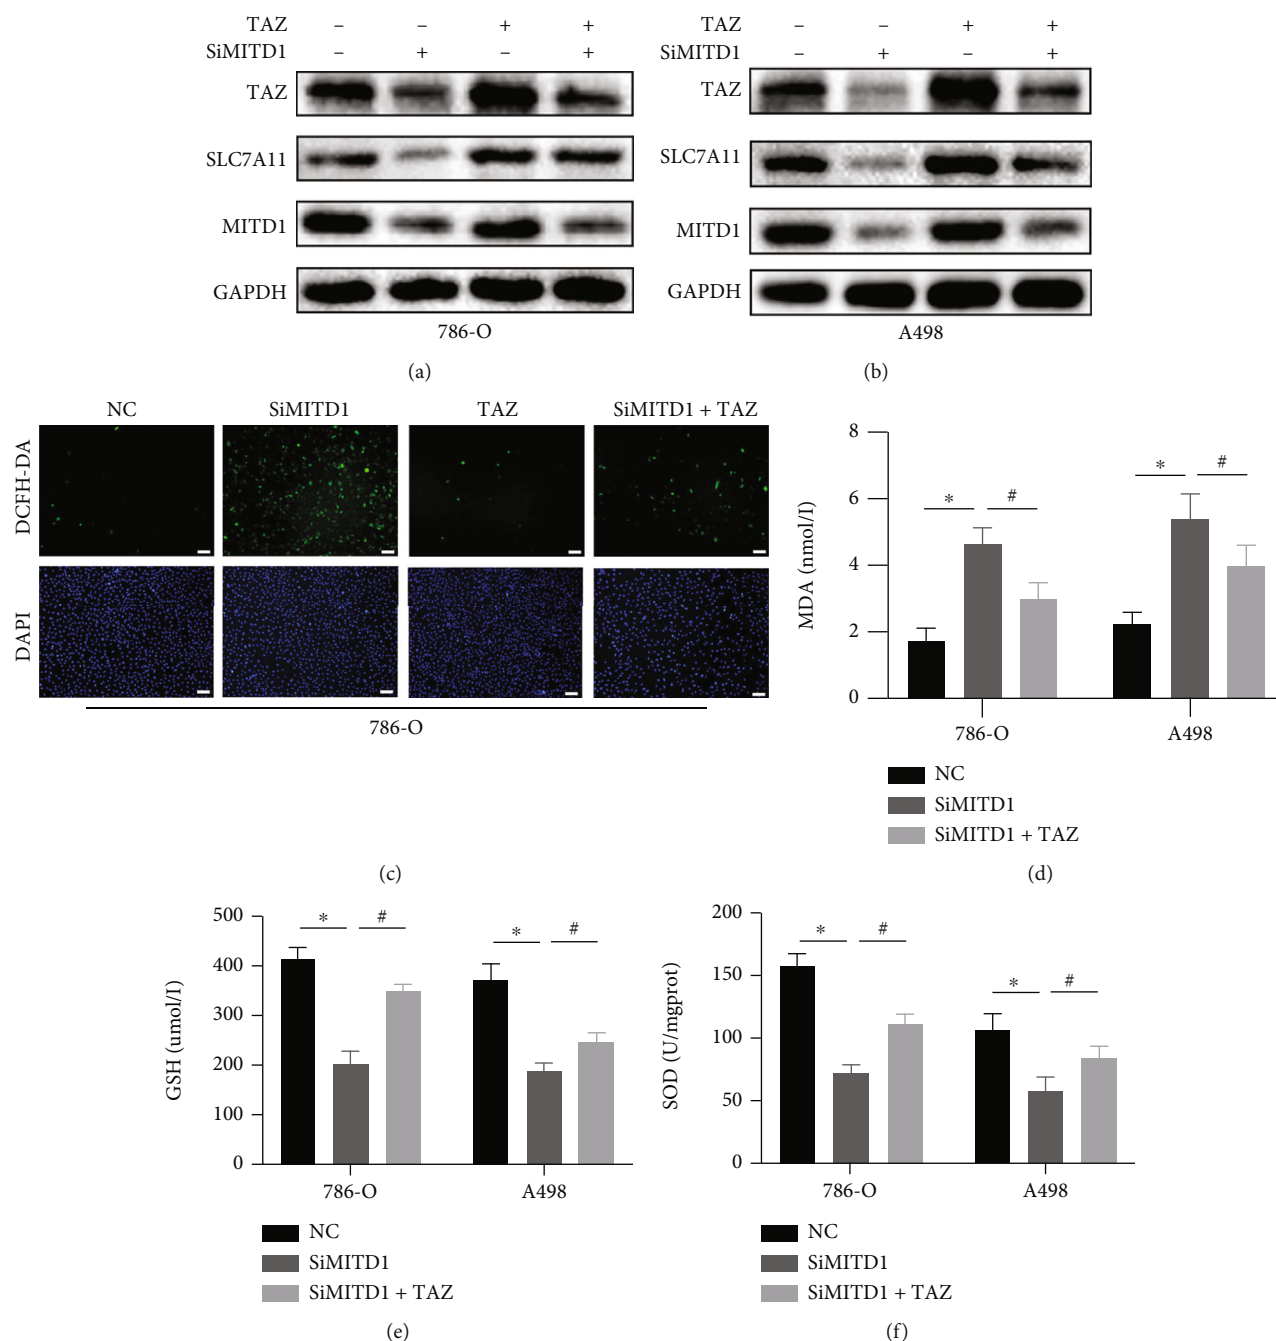 TAZ – – + +
SiMITD1 – + – +
TAZ
SLC7A11
MITD1
GAPDH
786-O
(a)
TAZ – – + +
SiMITD1 – + – +
TAZ
SLC7A11
MITD1
GAPDH
A498
(b)
NC SiMITD1 TAZ SiMITD1 + TAZ
DCFH-DA
DAPI
786-O
(c)
MDA (nmol/I)
8
6
4
2
0
* # * #
786-O A498
NC
SiMITD1
SiMITD1 + TAZ
(d)
GSH (umol/I)
500
400
300
200
100
0
* # * #
786-O A498
NC
SiMITD1
SiMITD1 + TAZ
(e)
SOD (U/mgprot)
200
150
100
50
0
* # * #
786-O A498
NC
SiMITD1
SiMITD1 + TAZ
(f)